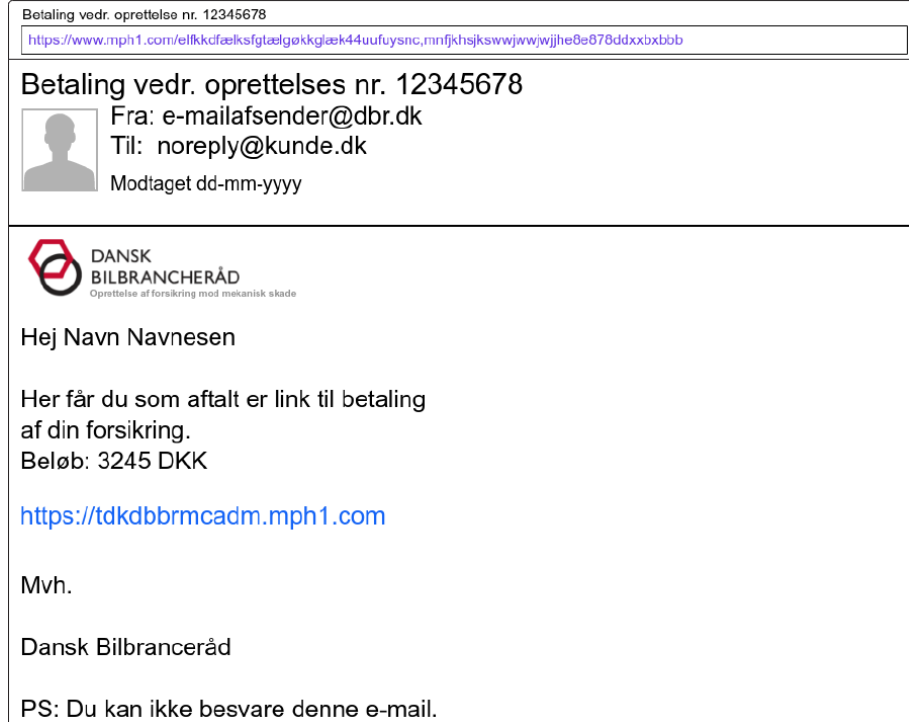 Betaling vedr. oprettelse nr. 12345678
https://www.mph1.com/elfkkdfælksfgtælgøkkglæk44uufuysnc,mnfjkhsjkswwjwwjwjjhe8e878ddxxbxbbb
Betaling vedr. oprettelses nr. 12345678
Fra: e-mailafsender@dbr.dk
Til: noreply@kunde.dk
Modtaget dd-mm-yyyy
DANSK
BILBRANCHERÅD
Oprettelse af forsikring mod mekanisk skade
Hej Navn Navnesen
Her får du som aftalt er link til betaling
af din forsikring.
Beløb: 3245 DKK
https://tdkdbbrmcadm.mph1.com
Mvh.
Dansk Bilbranceråd
PS: Du kan ikke besvare denne e-mail.